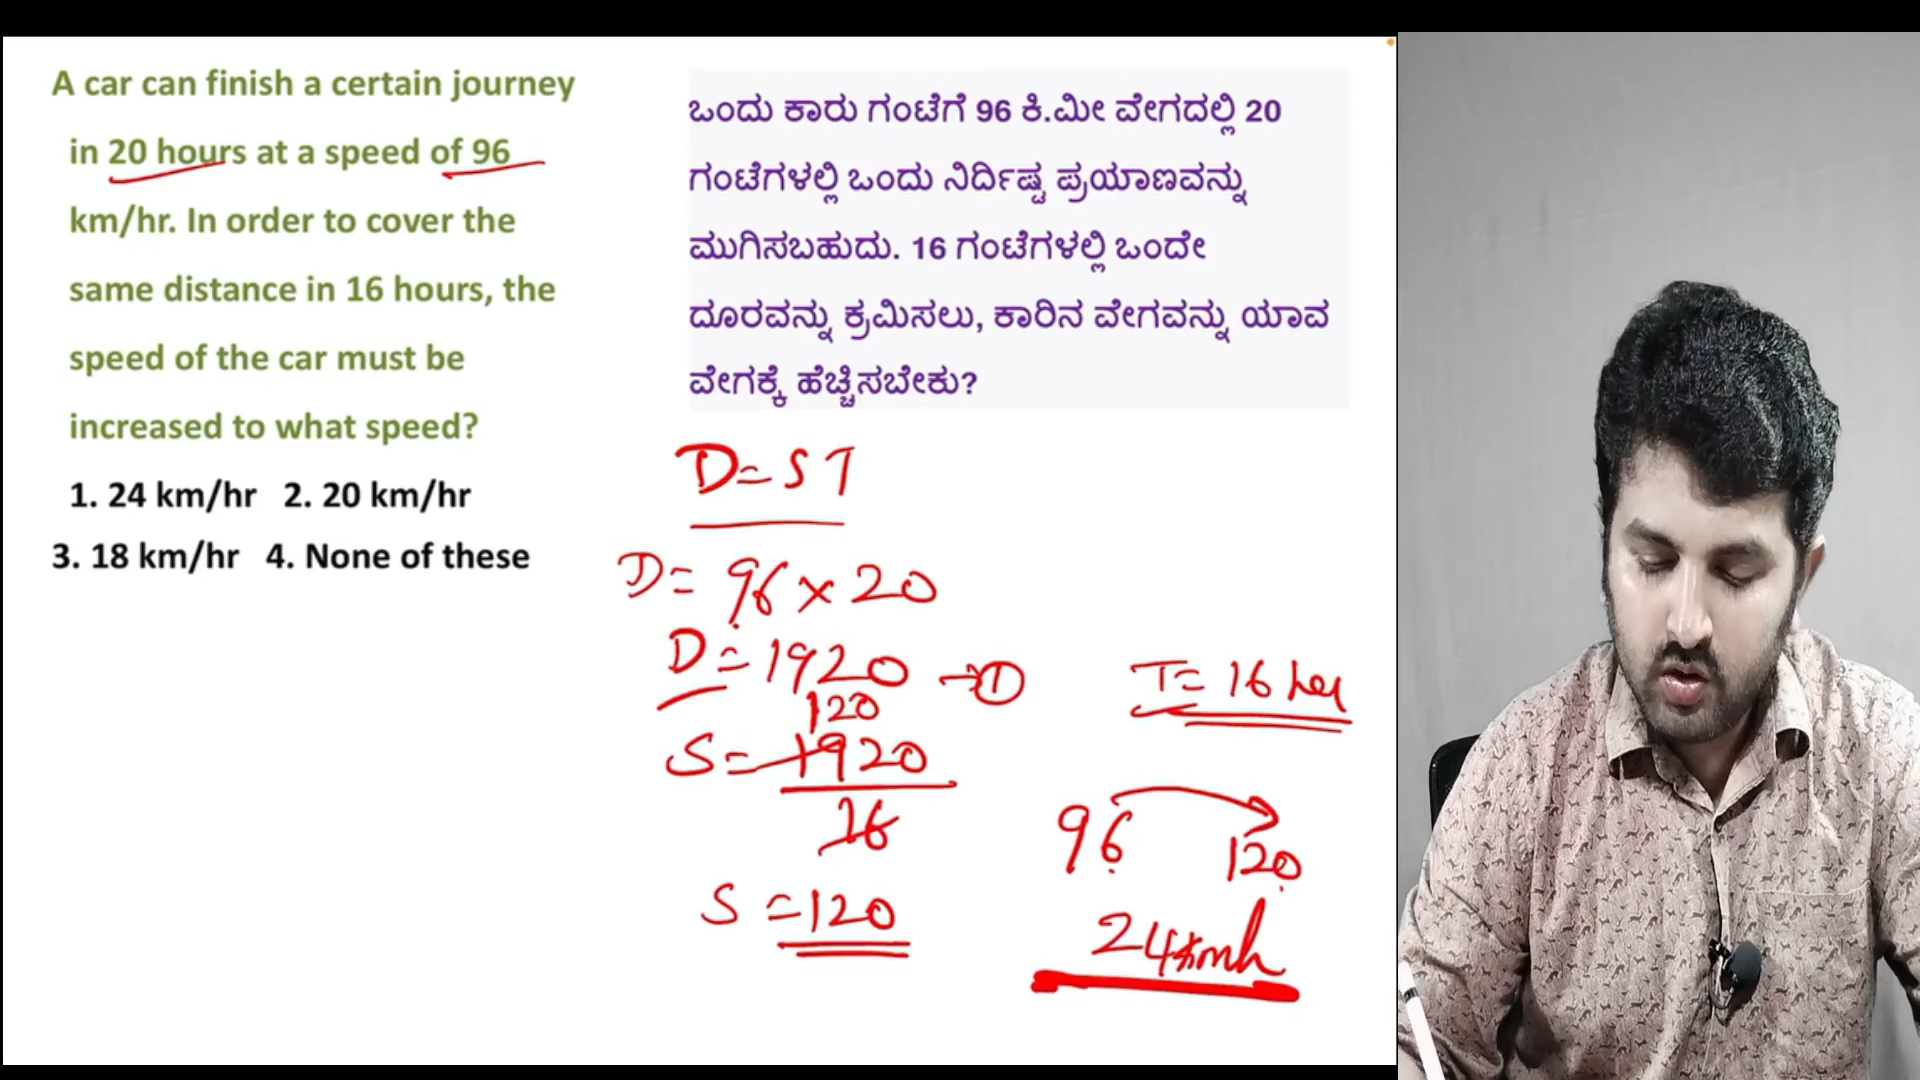 A car can finish a certain journey
in 20 hours at a speed of 96
km/hr. In order to cover the
same distance in 16 hours, the
speed of the car must be
increased to what speed?
1. 24 km/hr 2. 20 km/hr
3. 18 km/hr 4. None of these
ಒಂದು ಕಾರು ಗಂಟೆಗೆ 96 ಕಿ.ಮೀ ವೇಗದಲ್ಲಿ 20
ಗಂಟೆಗಳಲ್ಲಿ ಒಂದು ನಿರ್ದಿಷ್ಟ ಪ್ರಯಾಣವನ್ನು
ಮುಗಿಸಬಹುದು. 16 ಗಂಟೆಗಳಲ್ಲಿ ಒಂದೇ
ದೂರವನ್ನು ಕ್ರಮಿಸಲು, ಕಾರಿನ ವೇಗವನ್ನು ಯಾವ
ವೇಗಕ್ಕೆ ಹೆಚ್ಚಿಸಬೇಕು?
D=ST
D= 96 × 20
D=1920 →①
120
S= 1920
16
S =120
T= 16
96 120
24